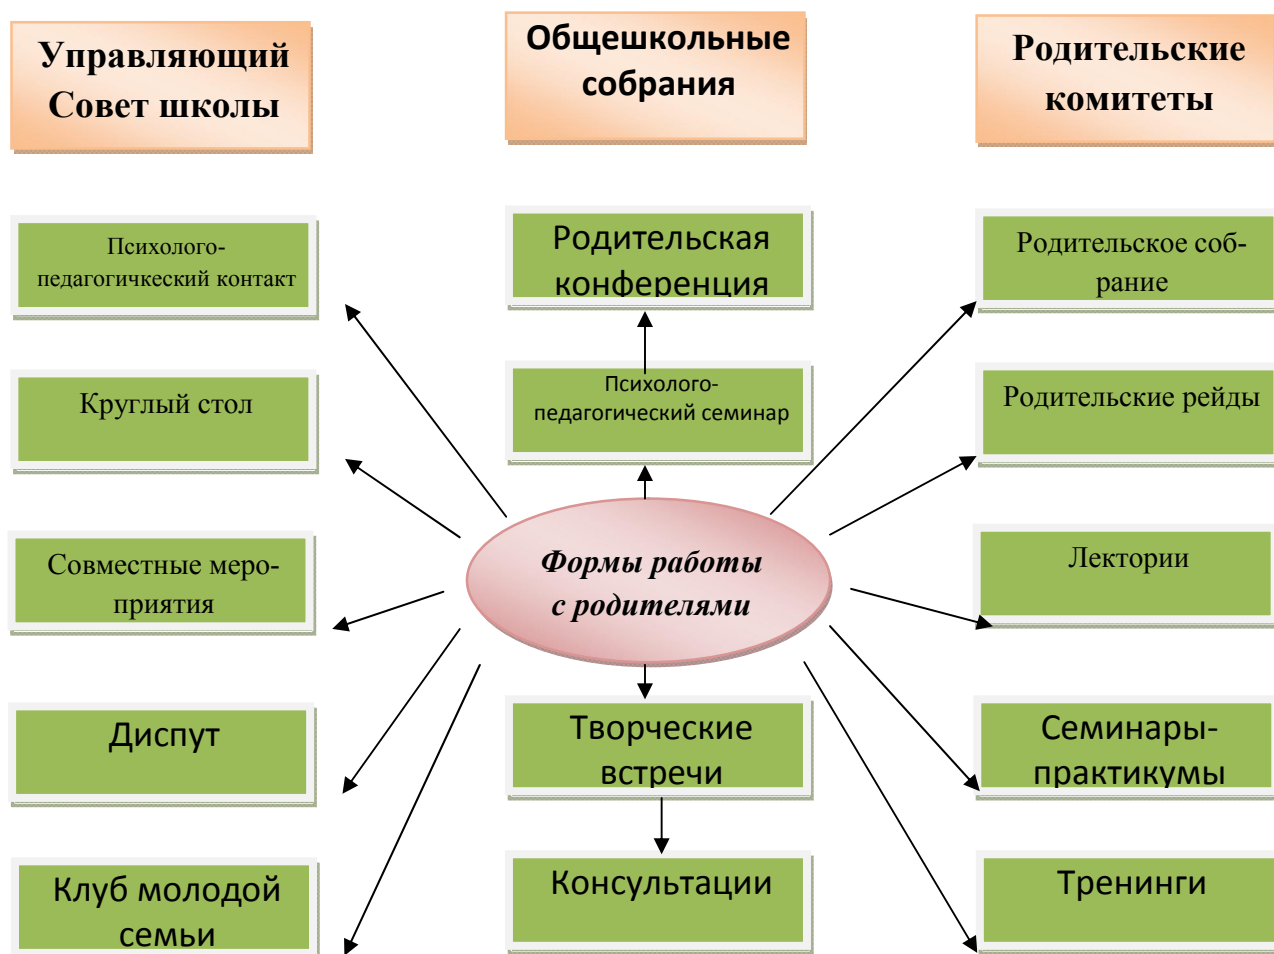 Управляющий
Совет школы
Общешкольные
собрания
Родительские
комитеты
Психолого-
педагогичкеский контакт
Родительская
конференция
Родительское соб-
рание
Круглый стол
Психолого-
педагогический семинар
Родительские рейды
Формы работы
с родителями
Совместные меро-
приятия
Лектории
Диспут
Творческие
встречи
Семинары-
практикумы
Клуб молодой
семьи
Консультации
Тренинги